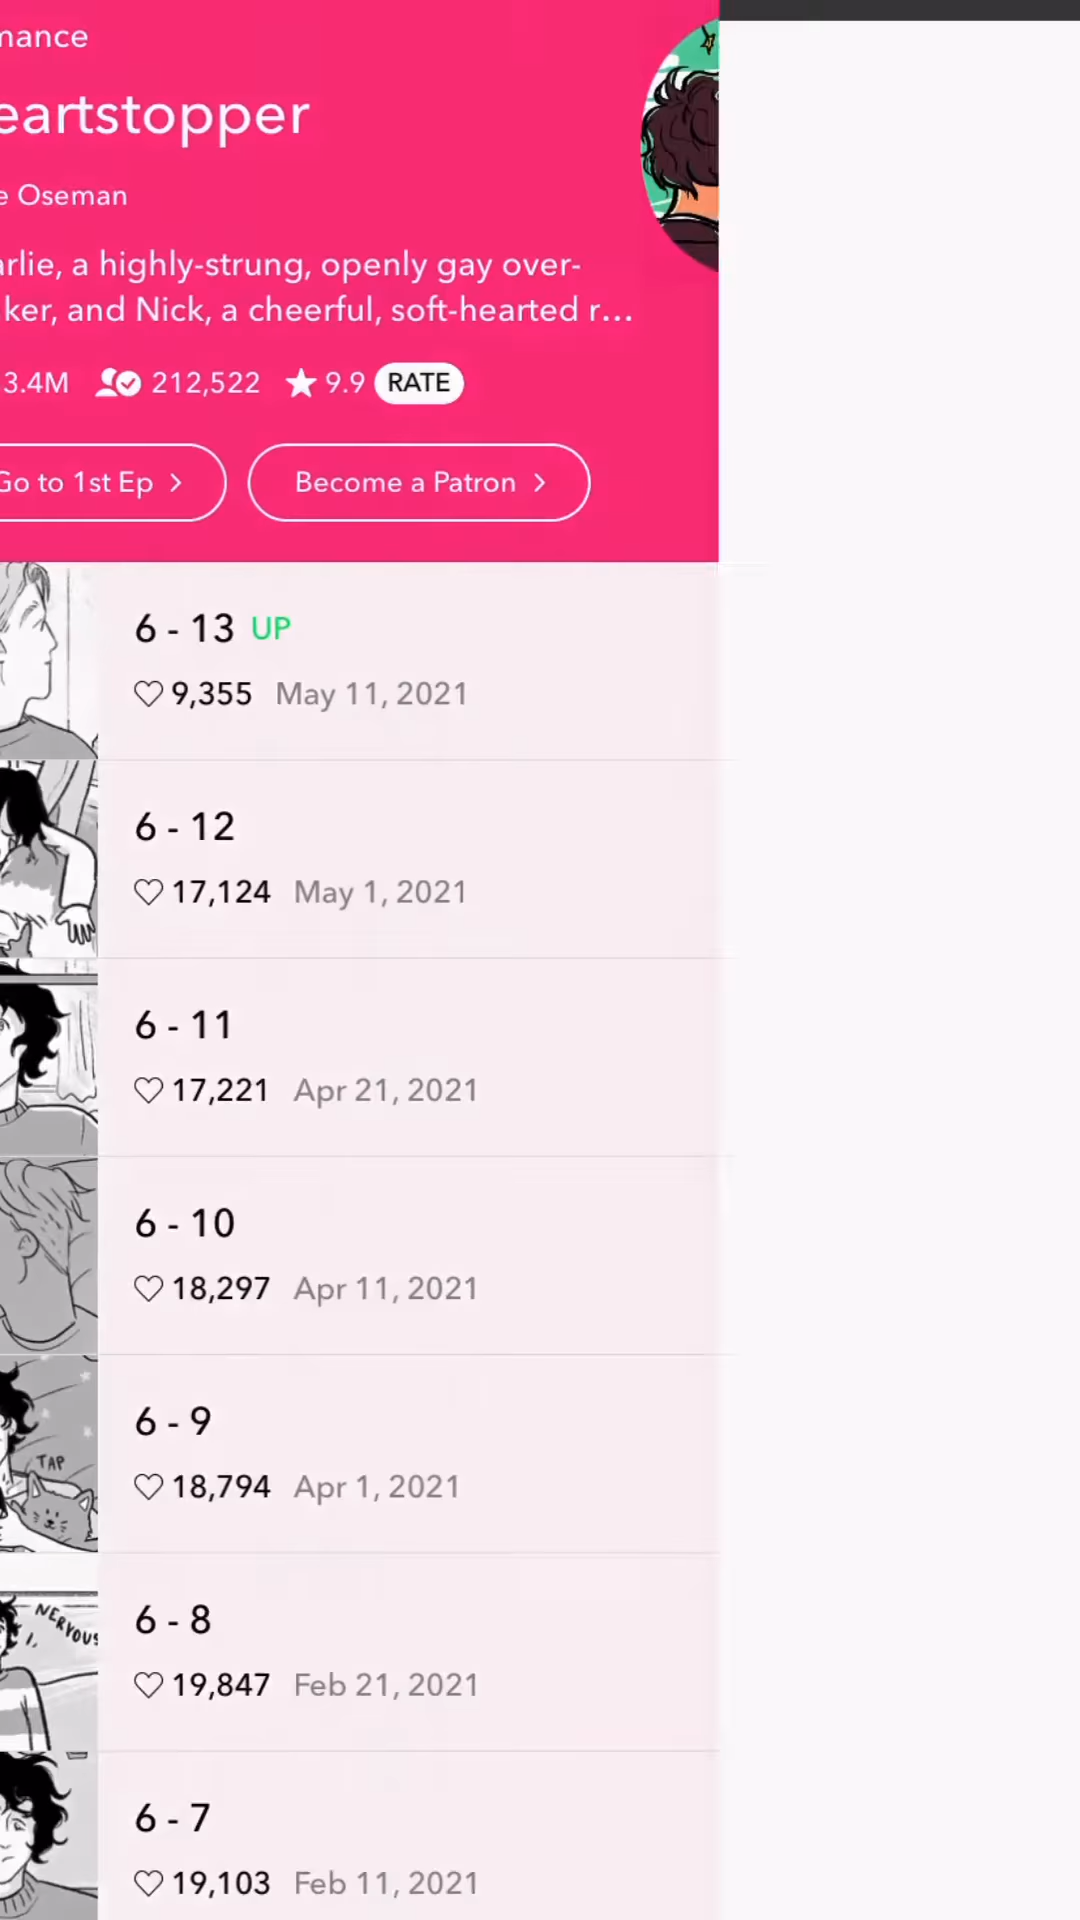 mance
eartstopper
e Oseman
arlie, a highly-strung, openly gay over-
ker, and Nick, a cheerful, soft-hearted r...
3.4M 212,522 9.9 RATE
Go to 1st Ep > Become a Patron >
6 - 13 UP
9,355 May 11, 2021
6 - 12
17,124 May 1, 2021
6 - 11
17,221 Apr 21, 2021
6 - 10
18,297 Apr 11, 2021
6 - 9
TAP
18,794 Apr 1, 2021
NERVOUS
6 - 8
19,847 Feb 21, 2021
6 - 7
19,103 Feb 11, 2021